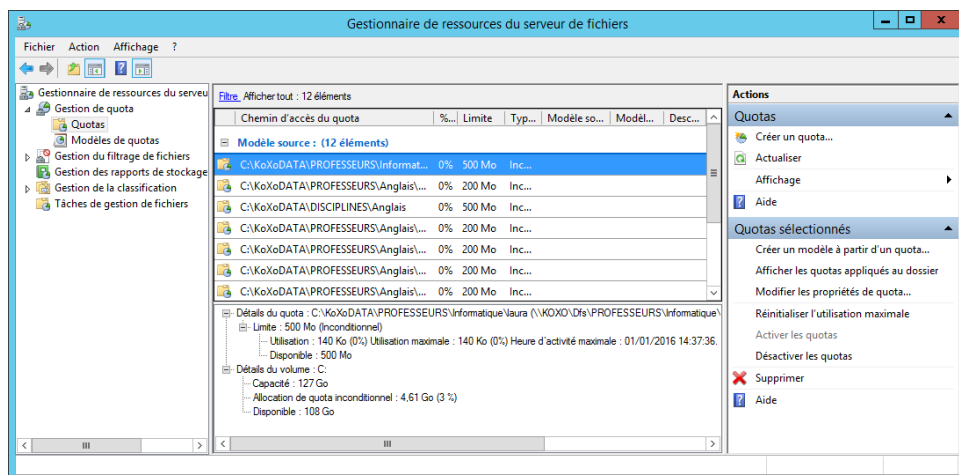 Gestionnaire de ressources du serveur de fichiers
Fichier Action Affichage ?
Gestionnaire de ressources du serveu
Gestion de quota
Quotas
Modèles de quotas
Gestion du filtrage de fichiers
Gestion des rapports de stockage
Gestion de la classification
Tâches de gestion de fichiers
Filtre Afficher tout : 12 éléments
Chemin d'accès du quota %... Limite Typ... Modèle so... Modèl... Desc...
Modèle source : (12 éléments)
C:\KoXoDATA\PROFESSEURS\Informat... 0% 500 Mo Inc...
C:\KoXoDATA\PROFESSEURS\Anglais\... 0% 200 Mo Inc...
C:\KoXoDATA\DISCIPLINES\Anglais 0% 500 Mo Inc...
C:\KoXoDATA\PROFESSEURS\Anglais\... 0% 200 Mo Inc...
C:\KoXoDATA\PROFESSEURS\Anglais\... 0% 200 Mo Inc...
C:\KoXoDATA\PROFESSEURS\Anglais\... 0% 200 Mo Inc...
C:\KoXoDATA\PROFESSEURS\Anglais\... 0% 200 Mo Inc...
Détails du quota : C:\KoXoDATA\PROFESSEURS\Informatique\laura (\\KOXO\Dfs\PROFESSEURS\Informatique\
Limite : 500 Mo (Inconditionnel)
Utilisation : 140 Ko (0%) Utilisation maximale : 140 Ko (0%) Heure d'activité maximale : 01/01/2016 14:37:36.
Disponible : 500 Mo
Détails du volume : C:
Capacité : 127 Go
Allocation de quota inconditionnel : 4,61 Go (3 %)
Disponible : 108 Go
Actions
Quotas
Créer un quota...
Actualiser
Affichage
Aide
Quotas sélectionnés
Créer un modèle à partir d'un quota...
Afficher les quotas appliqués au dossier
Modifier les propriétés de quota...
Réinitialiser l'utilisation maximale
Activer les quotas
Désactiver les quotas
Supprimer
Aide